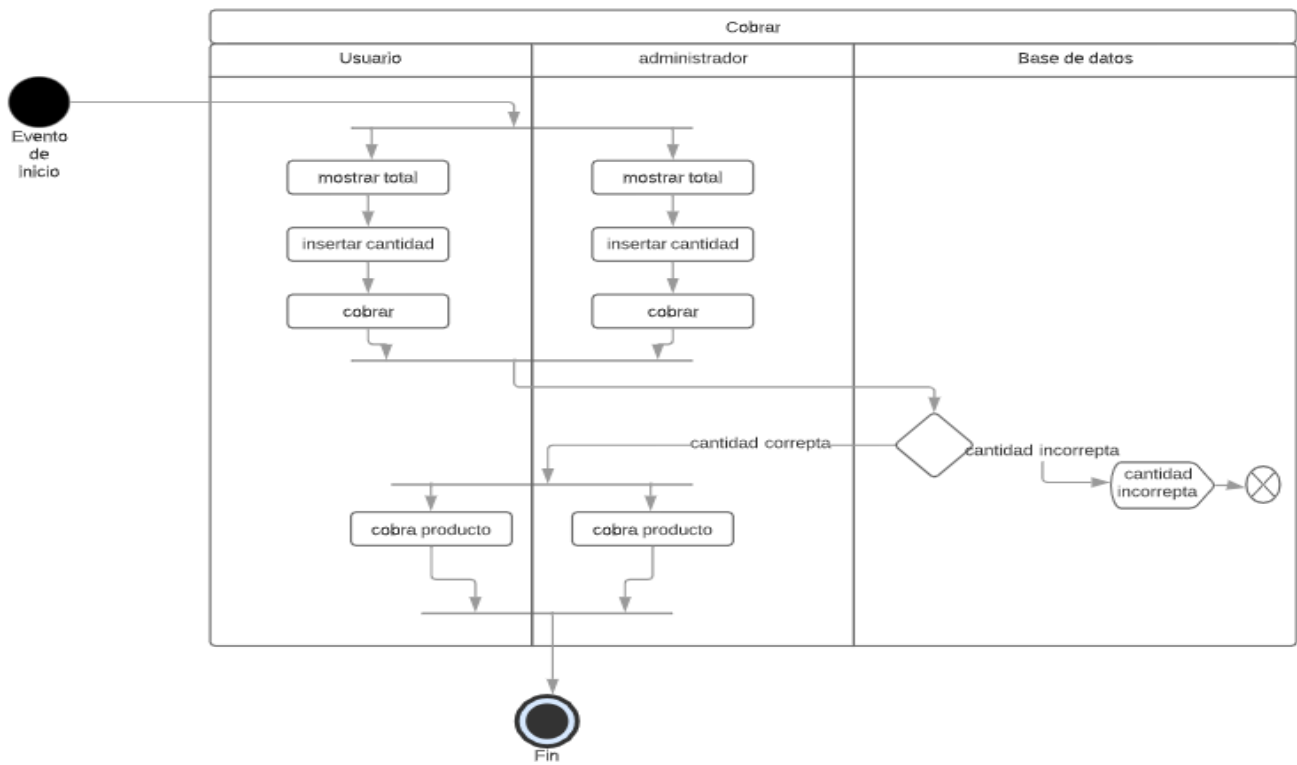 Cobrar
Usuario
administrador
Base de datos
Evento
de
inicio
mostrar total
mostrar total
insertar cantidad
insertar cantidad
cobrar
cobrar
cantidad correpta
cantidad incorrepta
cantidad
incorrepta
cobra producto
cobra producto
Fin